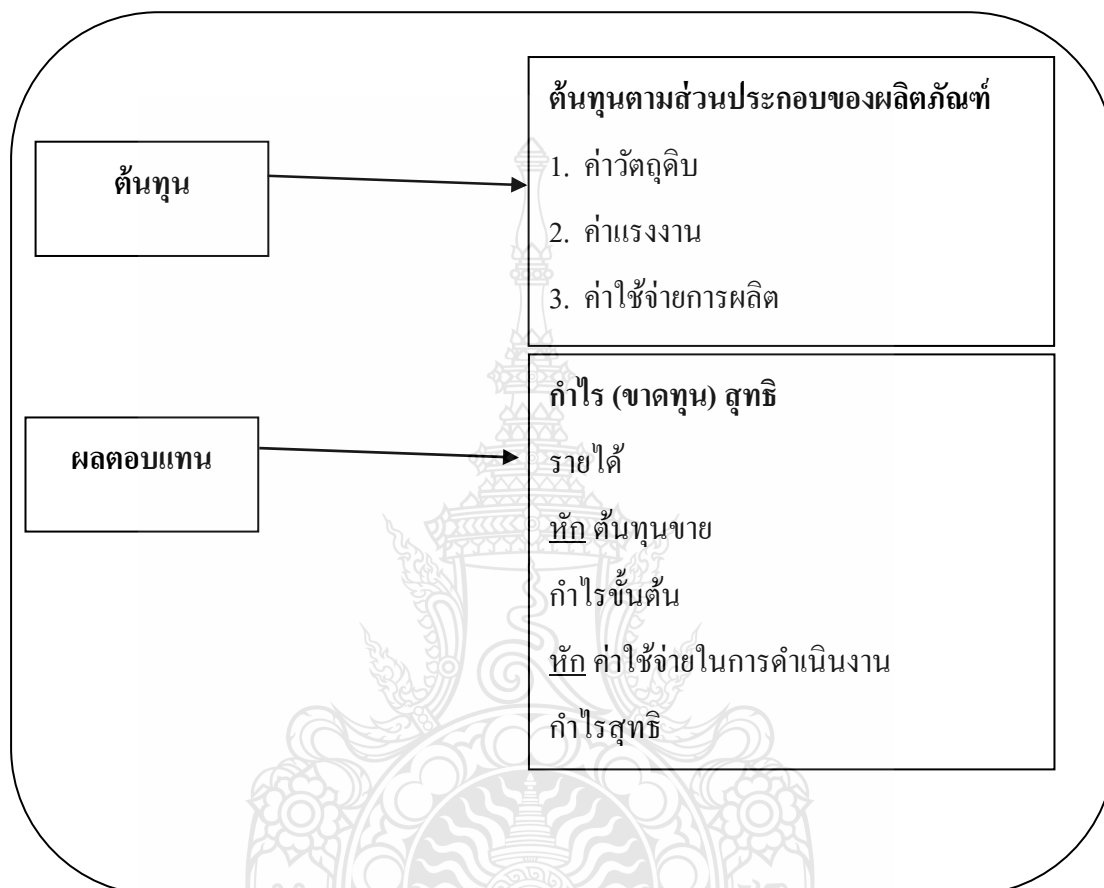 ต้นทุน
ต้นทุนตามส่วนประกอบของผลิตภัณฑ์
1. ค่าวัตถุดิบ
2. ค่าแรงงาน
3. ค่าใช้จ่ายการผลิต
ผลตอบแทน
กำไร (ขาดทุน) สุทธิ
รายได้
หัก ต้นทุนขาย
กำไรขั้นต้น
หัก ค่าใช้จ่ายในการดำเนินงาน
กำไรสุทธิ